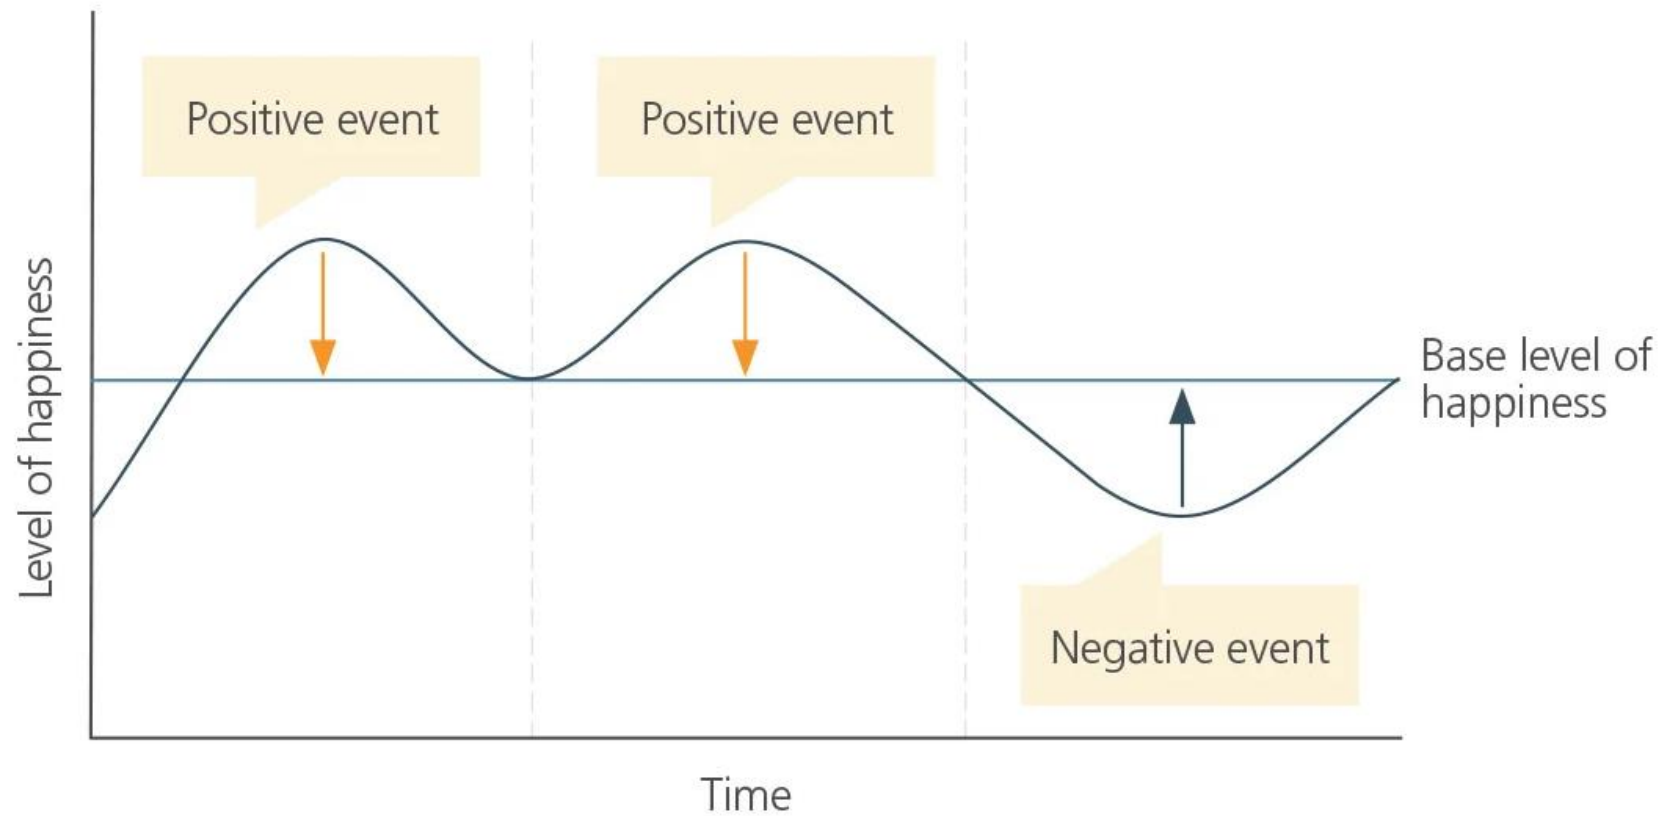 Positive event
Positive event
Level of happiness
Base level of
happiness
Negative event
Time